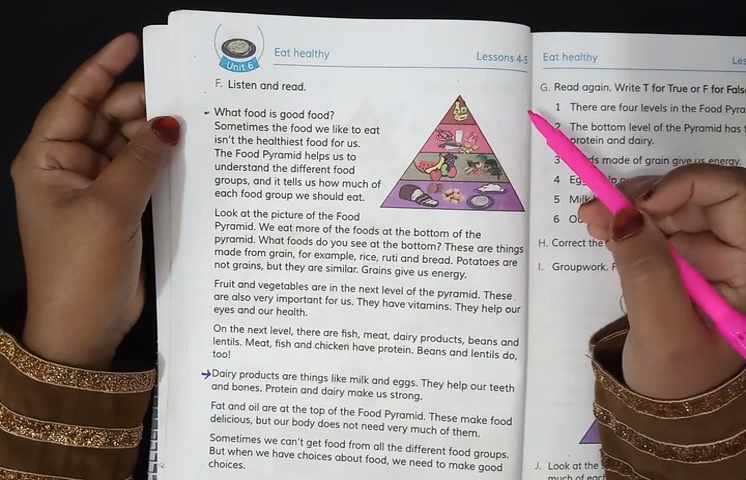 Unit 6
Eat healthy
Lessons 4-5
F. Listen and read.
What food is good food?
Sometimes the food we like to eat
isn't the healthiest food for us.
The Food Pyramid helps us to
understand the different food
groups, and it tells us how much of
each food group we should eat.
Look at the picture of the Food
Pyramid. We eat more of the foods at the bottom of the
pyramid. What foods do you see at the bottom? These are things
made from grain, for example, rice, ruti and bread. Potatoes are
not grains, but they are similar. Grains give us energy.
Fruit and vegetables are in the next level of the pyramid. These
are also very important for us. They have vitamins. They help our
eyes and our health.
On the next level, there are fish, meat, dairy products, beans and
lentils. Meat, fish and chicken have protein. Beans and lentils do,
too!
Dairy products are things like milk and eggs. They help our teeth
and bones. Protein and dairy make us strong.
Fat and oil are at the top of the Food Pyramid. These make food
delicious, but our body does not need very much of them.
Sometimes we can't get food from all the different food groups.
But when we have choices about food, we need to make good
choices.
Eat healthy
G. Read again. Write T for True or F for
1 There are four levels in the Food
2 The bottom level of the Pyramid has
protein and dairy.
3 made of grain give us energy.
4
5
6
H. Correct the
I. Groupwork.
J. Look at the
much of